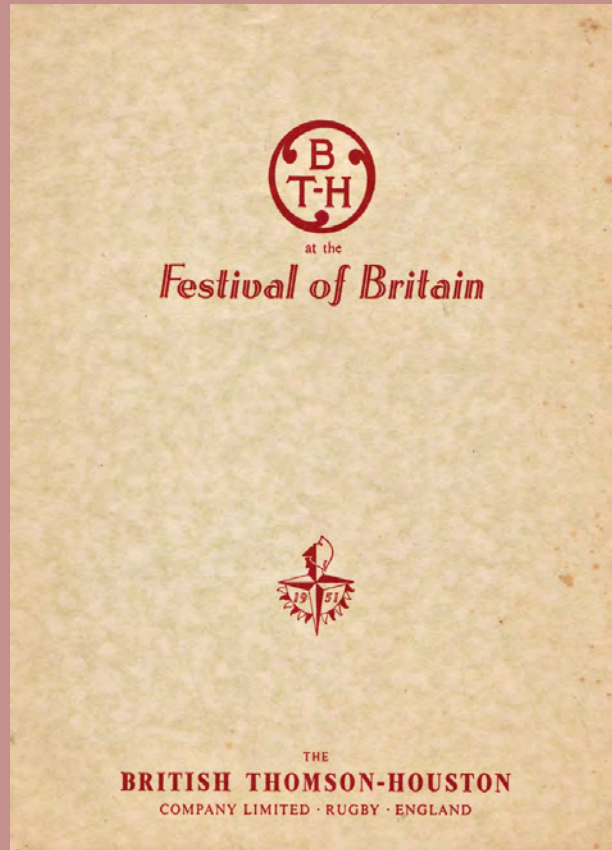 B
T-H
at the
Festival of Britain
19 51
THE
BRITISH THOMSON-HOUSTON
COMPANY LIMITED · RUGBY · ENGLAND